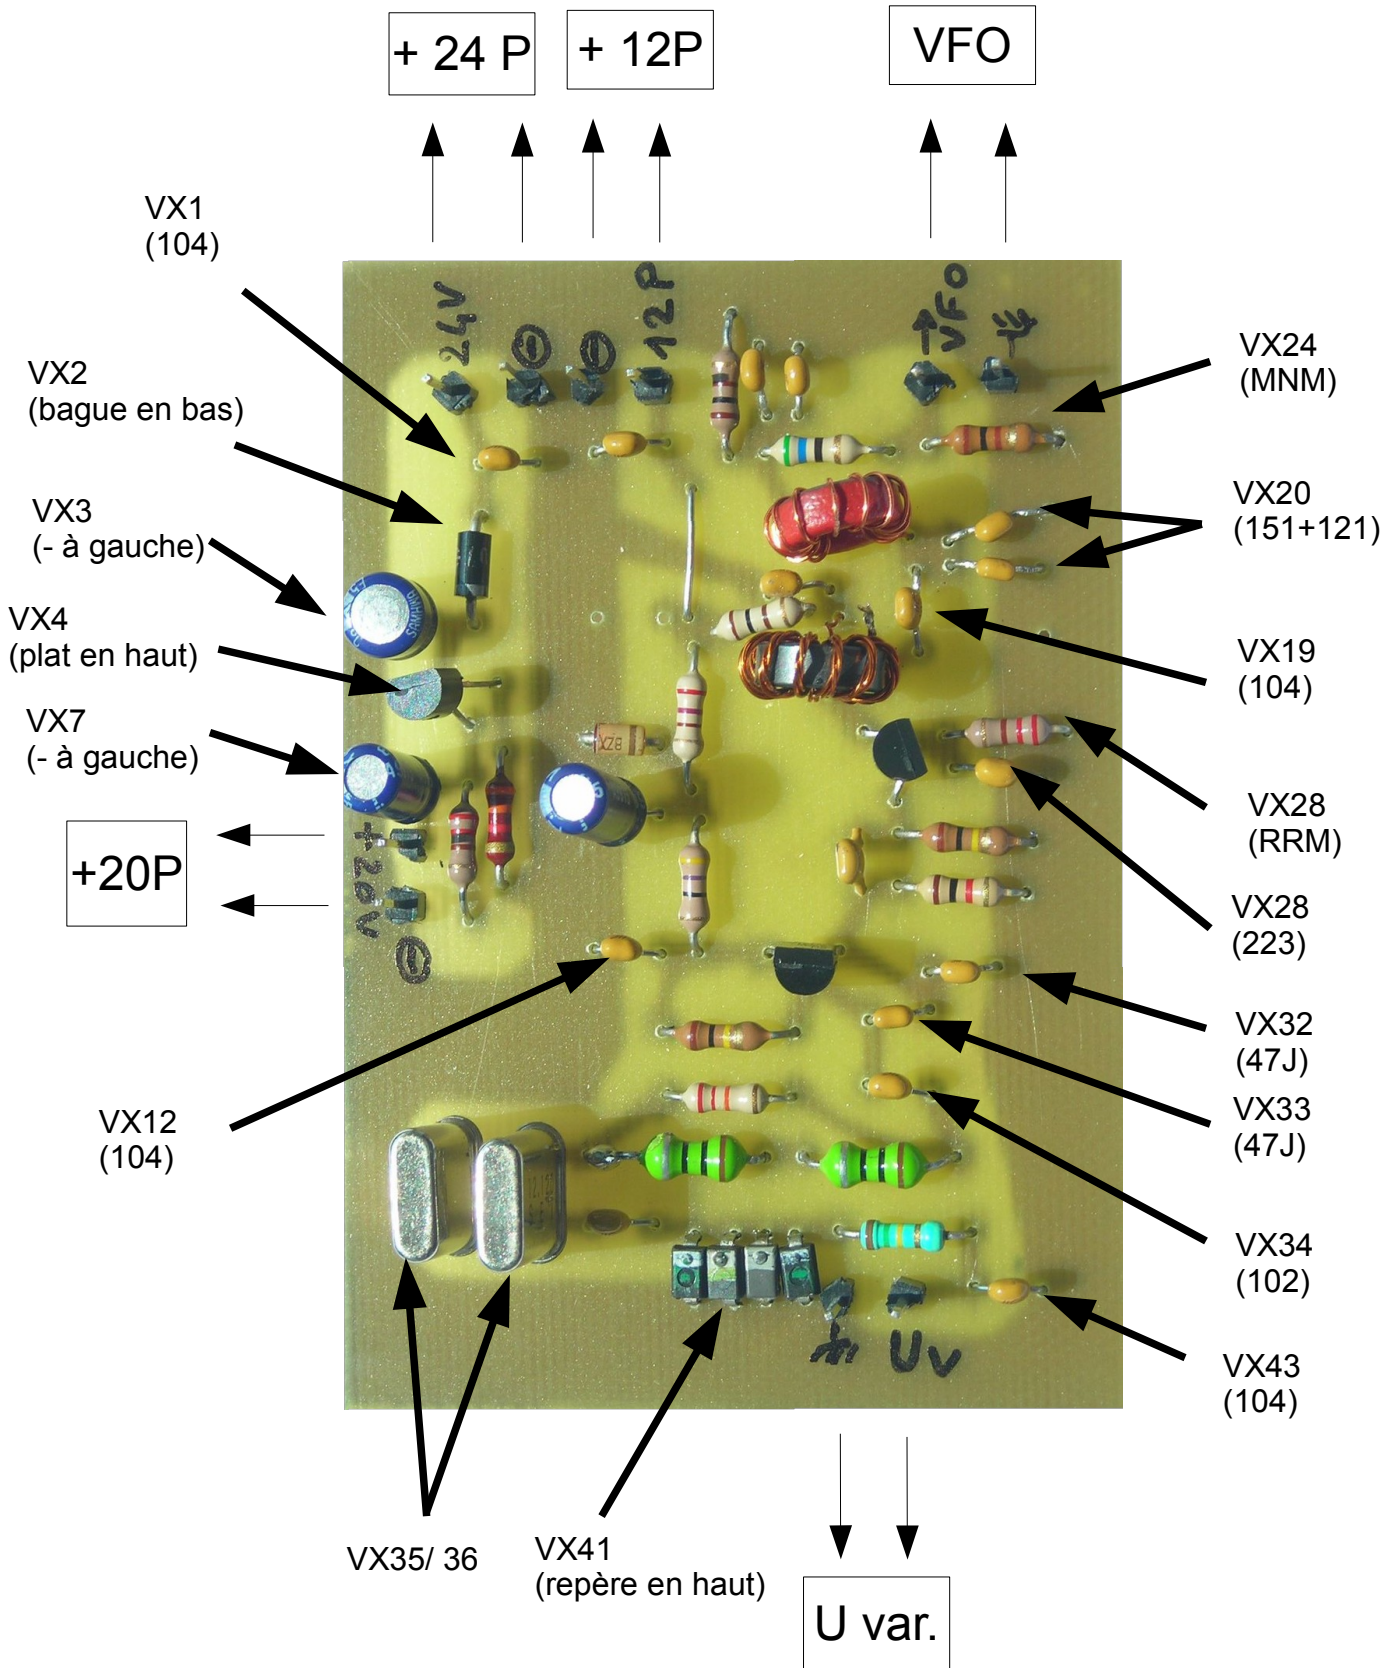 + 24 P
+ 12P
VFO
VX1
(104)
24V
⊖
⊖
12P
VFO
VX24
(MNM)
VX2
(bague en bas)
VX20
(151+121)
VX3
(- à gauche)
SAMHWA
VX4
(plat en haut)
VX19
(104)
VX7
(- à gauche)
BZX
VX28
(RRM)
+20P
+ 20V
⊖
VX28
(223)
VX32
(47J)
VX12
(104)
VX33
(47J)
VX34
(102)
UV
VX43
(104)
VX35/ 36
VX41
(repère en haut)
U var.